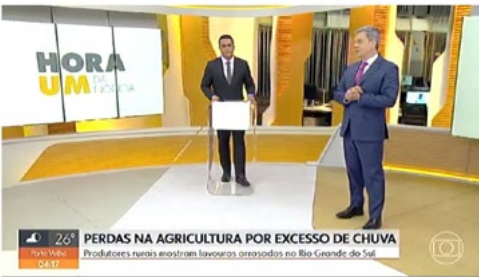 HORA
UM DA
NOTÍCIA
26°
Porto Velho
04:17
PERDAS NA AGRICULTURA POR EXCESSO DE CHUVA
Produtores rurais mostram lavouras arrasadas no Rio Grande do Sul